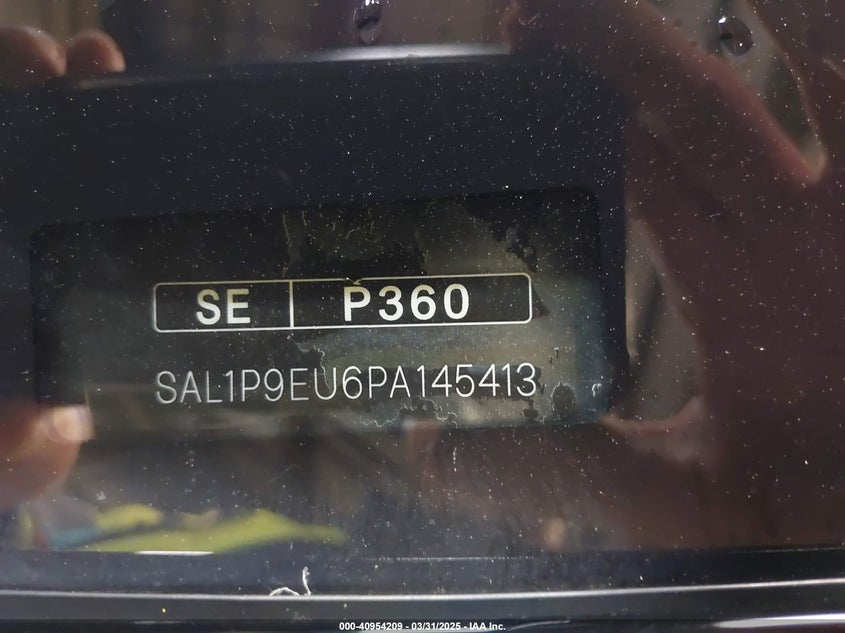 SE P360
SAL1P9EU6PA145413
000-40954209 - 03/31/2025 - IAA Inc.